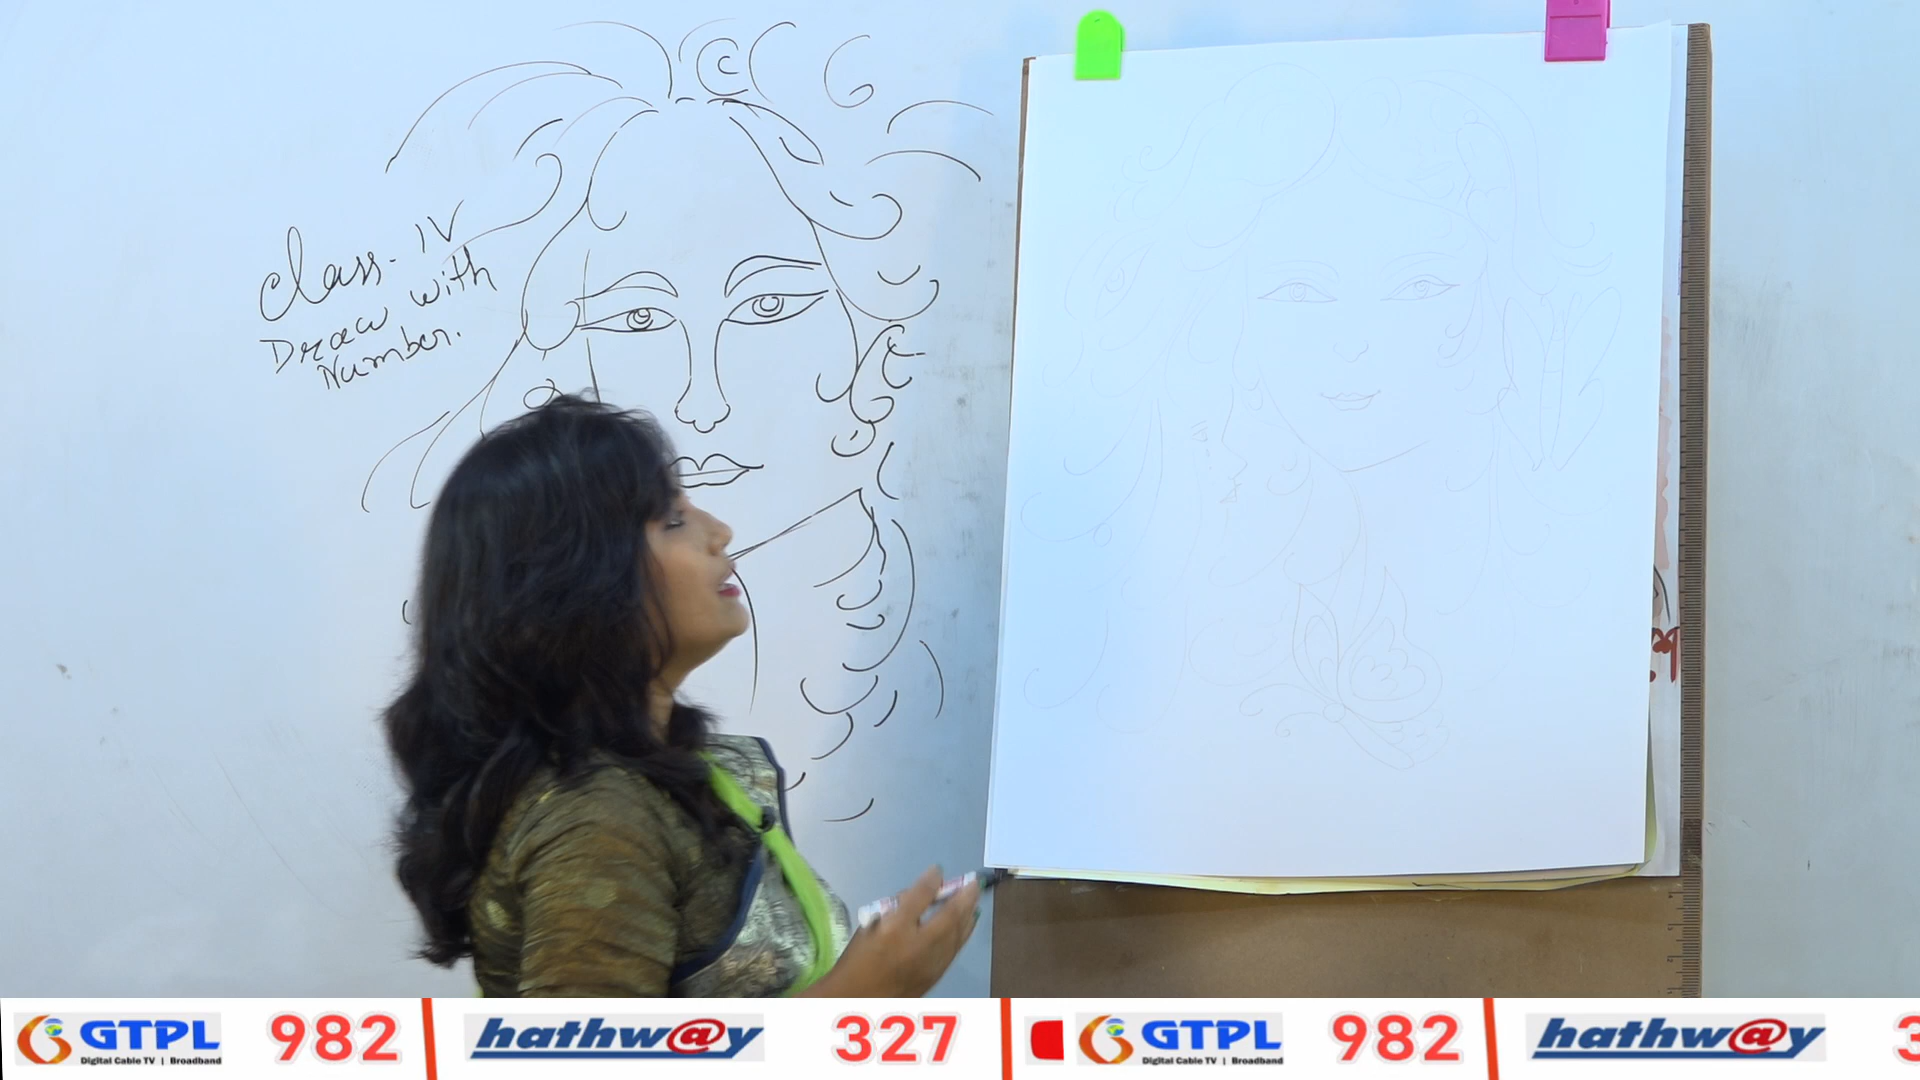 Class-IV
Draw with
Number.
GTPL
Digital Cable TV | Broadband
982
hathw@y
327
GTPL
Digital Cable TV | Broadband
982
hathw@y